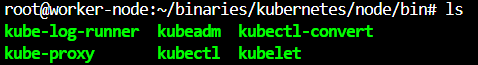 root@worker-node:~/binaries/kubernetes/node/bin# ls
kube-log-runner  kubeadm  kubectl-convert
kube-proxy       kubectl  kubelet